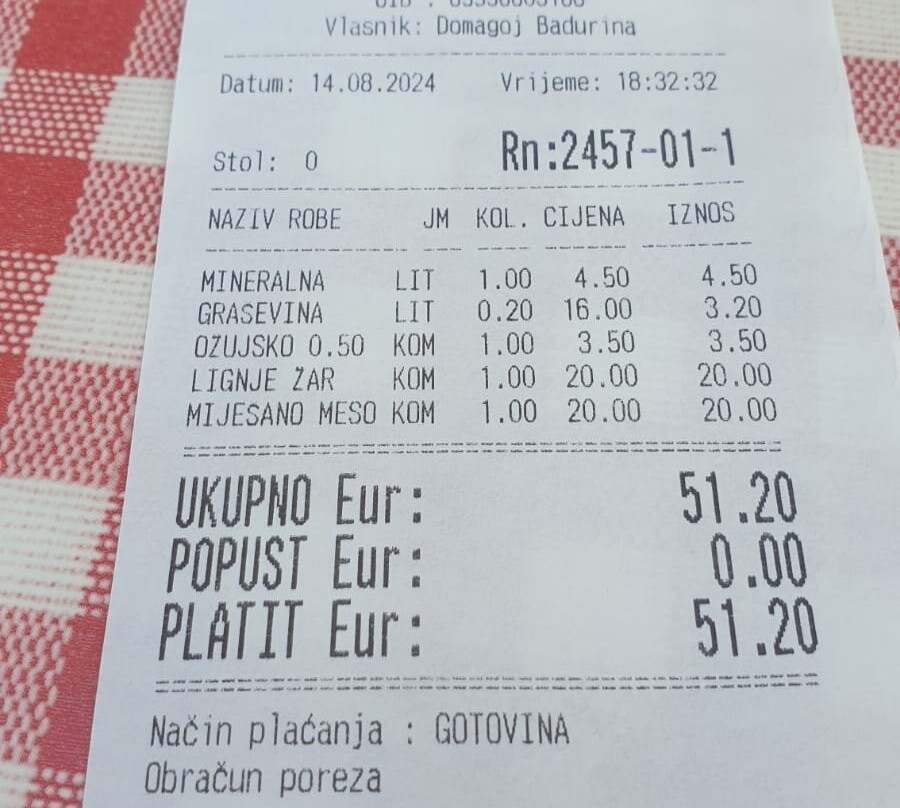 Vlasnik: Domagoj Badurina
Datum: 14.08.2024 Vrijeme: 18:32:32
Stol: 0 Rn:2457-01-1
NAZIV ROBE JM KOL. CIJENA IZNOS
MINERALNA LIT 1.00 4.50 4.50
GRASEVINA LIT 0.20 16.00 3.20
OZUJSKO 0.50 KOM 1.00 3.50 3.50
LIGNJE ŽAR KOM 1.00 20.00 20.00
MIJESANO MESO KOM 1.00 20.00 20.00
UKUPNO Eur: 51.20
POPUST Eur: 0.00
PLATIT Eur: 51.20
Način plaćanja : GOTOVINA
Obračun poreza